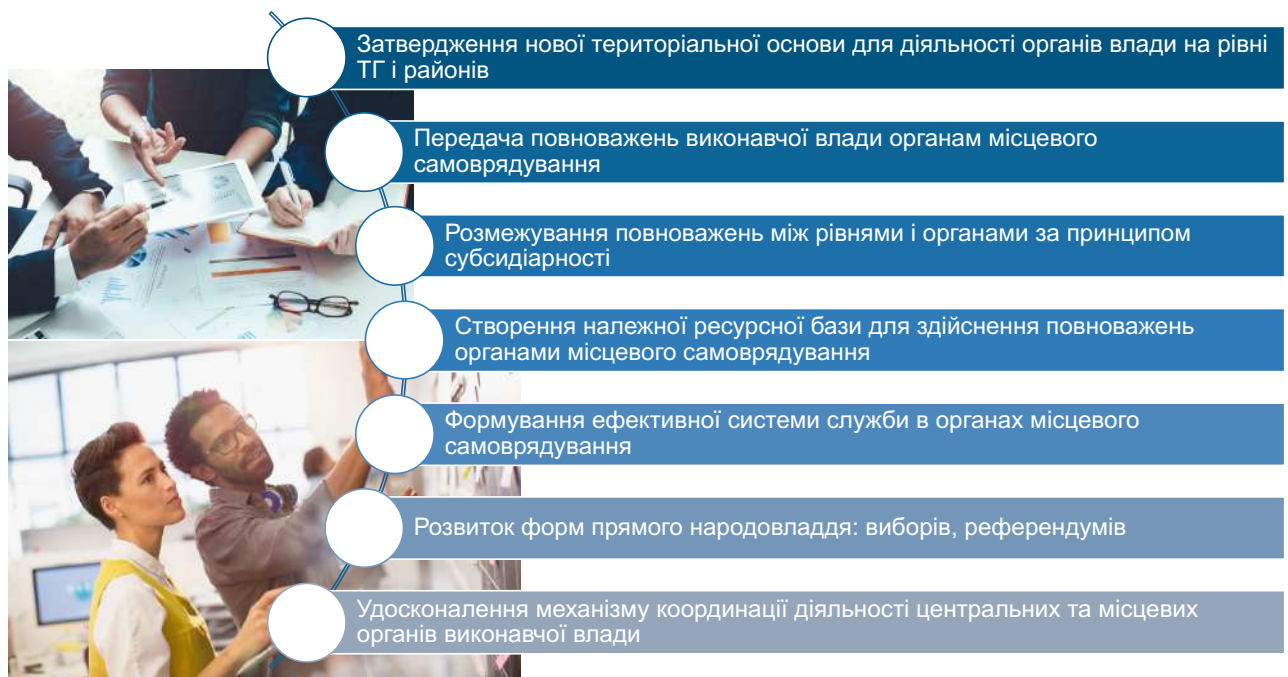 Затвердження нової територіальної основи для діяльності органів влади на рівні
ТГ і районів
Передача повноважень виконавчої влади органам місцевого
самоврядування
Розмежування повноважень між рівнями і органами за принципом
субсидіарності
Створення належної ресурсної бази для здійснення повноважень
органами місцевого самоврядування
Формування ефективної системи служби в органах місцевого
самоврядування
Розвиток форм прямого народовладдя: виборів, референдумів
Удосконалення механізму координації діяльності центральних та місцевих
органів виконавчої влади